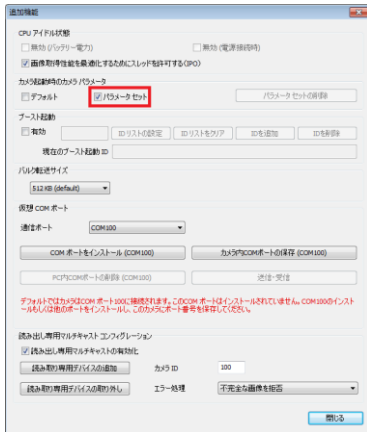 追加機能
CPU アイドル状態
無効(バッテリー電力)
無効(電源接続時)
画像取得性能を最適化するためにスレッドを許可する(IPO)
カメラ起動時のカメラ パラメータ
デフォルト
パラメータ セット
パラメータ セットの削除
ブースト起動
有効
IDリストの設定
IDリストをクリア
IDを追加
IDを削除
現在のブースト起動 ID
バルク転送サイズ
512 KB (default)
仮想 COM ポート
通信ポート
COM100
COM ポートをインストール (COM100)
カメラ内COMポートの保存 (COM100)
PC内COMポートの削除 (COM100)
送信・受信
デフォルトではカメラはCOM ポート100に接続されます。このCOM ポートはインストールされていません。COM100のインスト
ールもしくは他のポートをインストールし、このカメラにポート番号を保存してください。
読み出し専用マルチキャスト コンフィグレーション
読み出し専用マルチキャストの有効化
読み取り専用デバイスの追加
カメラ ID
100
読み取り専用デバイスの取り外し
エラー処理
不完全な画像を拒否
閉じる